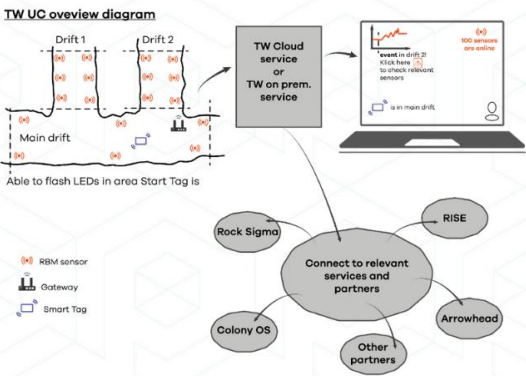 TW UC oveview diagram
Drift 1
Drift 2
Main drift
Able to flash LEDs in area Start Tag is
RBM sensor
Gateway
Smart Tag
TW Cloud
service
or
TW on prem.
service
100 sensors
are online
*event in drift 2!
Klick here
to check relevant
sensors
is in main drift
Connect to relevant
services and
partners
Rock Sigma
RISE
Colony OS
Other
partners
Arrowhead